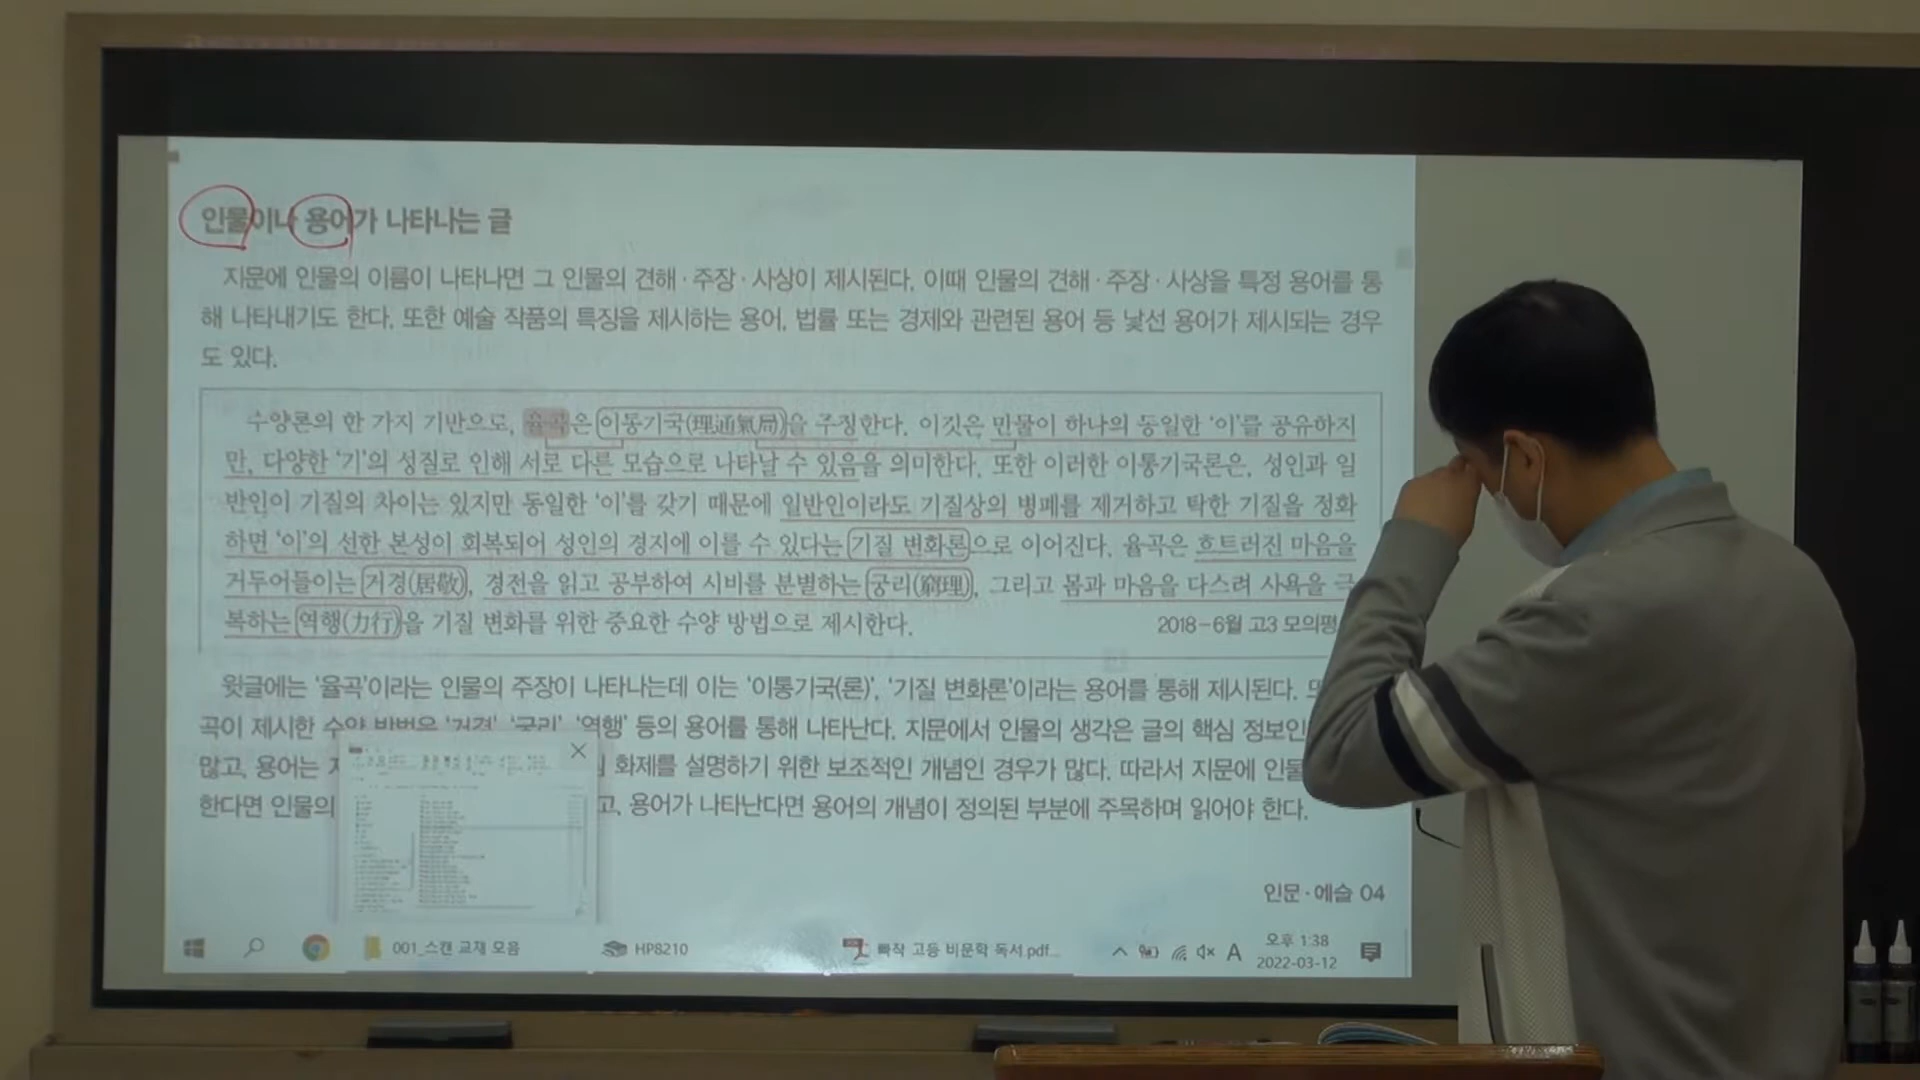 인물이나 용어가 나타나는 글
지문에 인물의 이름이 나타나면 그 인물의 견해·주장·사상이 제시된다. 이때 인물의 견해·주장·사상을 특정 용어를 통
해 나타내기도 한다. 또한 예술 작품의 특징을 제시하는 용어, 법률 또는 경제와 관련된 용어 등 낯선 용어가 제시되는 경우
도 있다.
수양론의 한 가지 기반으로, 율곡은 이통기국(理通氣局)을 주장한다. 이것은 만물이 하나의 동일한 '이'를 공유하지
만, 다양한 '기'의 성질로 인해 서로 다른 모습으로 나타날 수 있음을 의미한다. 또한 이러한 이통기국론은, 성인과 일
반인이 기질의 차이는 있지만 동일한 '이'를 갖기 때문에 일반인이라도 기질상의 병폐를 제거하고 탁한 기질을 정화
하면 '이'의 선한 본성이 회복되어 성인의 경지에 이를 수 있다는 기질 변화론으로 이어진다. 율곡은 흐트러진 마음을
거두어들이는 거경(居敬), 경전을 읽고 공부하여 시비를 분별하는 궁리(窮理), 그리고 몸과 마음을 다스려 사욕을 극
복하는 역행(力行)을 기질 변화를 위한 중요한 수양 방법으로 제시한다.
2018-6월 고3 모의평
윗글에는 '율곡'이라는 인물의 주장이 나타나는데 이는 '이통기국(론)', '기질 변화론'이라는 용어를 통해 제시된다.
곡이 제시한 수양 방법은 '거경', '궁리', '역행' 등의 용어를 통해 나타난다. 지문에서 인물의 생각은 글의 핵심 정보인
많고, 용어는 화제를 설명하기 위한 보조적인 개념인 경우가 많다. 따라서 지문에 인물
한다면 인물의 고, 용어가 나타난다면 용어의 개념이 정의된 부분에 주목하며 읽어야 한다.
인문·예술 04
001_스캔 교재 모음 HP8210 빠작 고등 비문학 독서.pdf... A 오후 1:38
2022-03-12